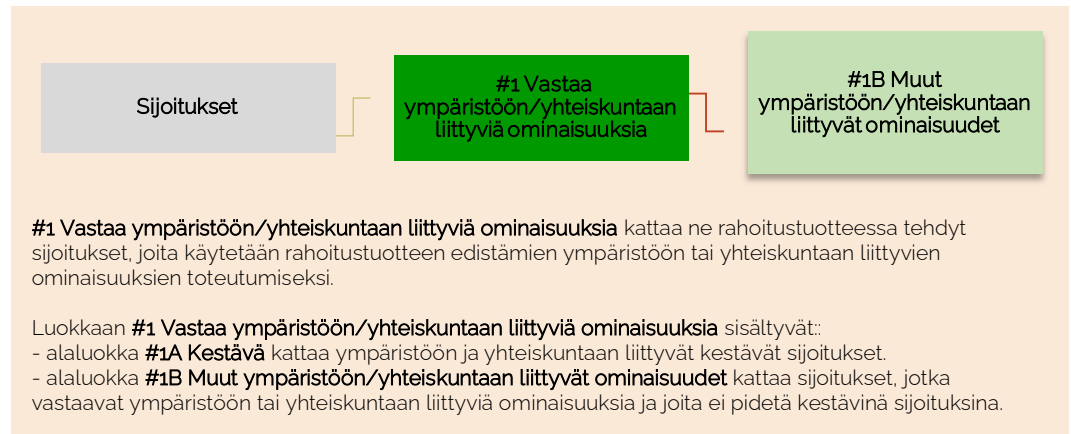 Sijoitukset
#1 Vastaa
ympäristöön/yhteiskuntaan
liittyviä ominaisuuksia
#1B Muut
ympäristöön/yhteiskuntaan
liittyvät ominaisuudet
#1 Vastaa ympäristöön/yhteiskuntaan liittyviä ominaisuuksia kattaa ne rahoitustuotteessa tehdyt
sijoitukset, joita käytetään rahoitustuotteen edistämien ympäristöön tai yhteiskuntaan liittyvien
ominaisuuksien toteutumiseksi.
Luokkaan #1 Vastaa ympäristöön/yhteiskuntaan liittyviä ominaisuuksia sisältyvät::
- alaluokka #1A Kestävä kattaa ympäristöön ja yhteiskuntaan liittyvät kestävät sijoitukset.
- alaluokka #1B Muut ympäristöön/yhteiskuntaan liittyvät ominaisuudet kattaa sijoitukset, jotka
vastaavat ympäristöön tai yhteiskuntaan liittyviä ominaisuuksia ja joita ei pidetä kestävinä sijoituksina.